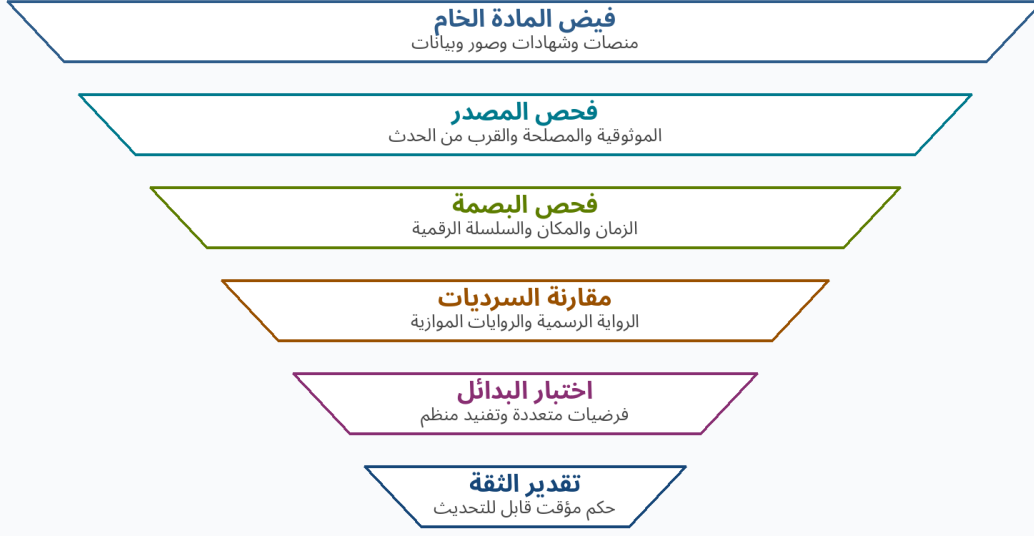 فيض المادة الخام
منصات وشهادات وصور وبيانات
فحص المصدر
الموثوقية والمصلحة والقرب من الحدث
فحص البصمة
الزمان والمكان والسلسلة الرقمية
مقارنة السرديات
الرواية الرسمية والروايات الموازية
اختبار البدائل
فرضيات متعددة وتفنيد منظم
تقدير الثقة
حكم مؤقت قابل للتحديث